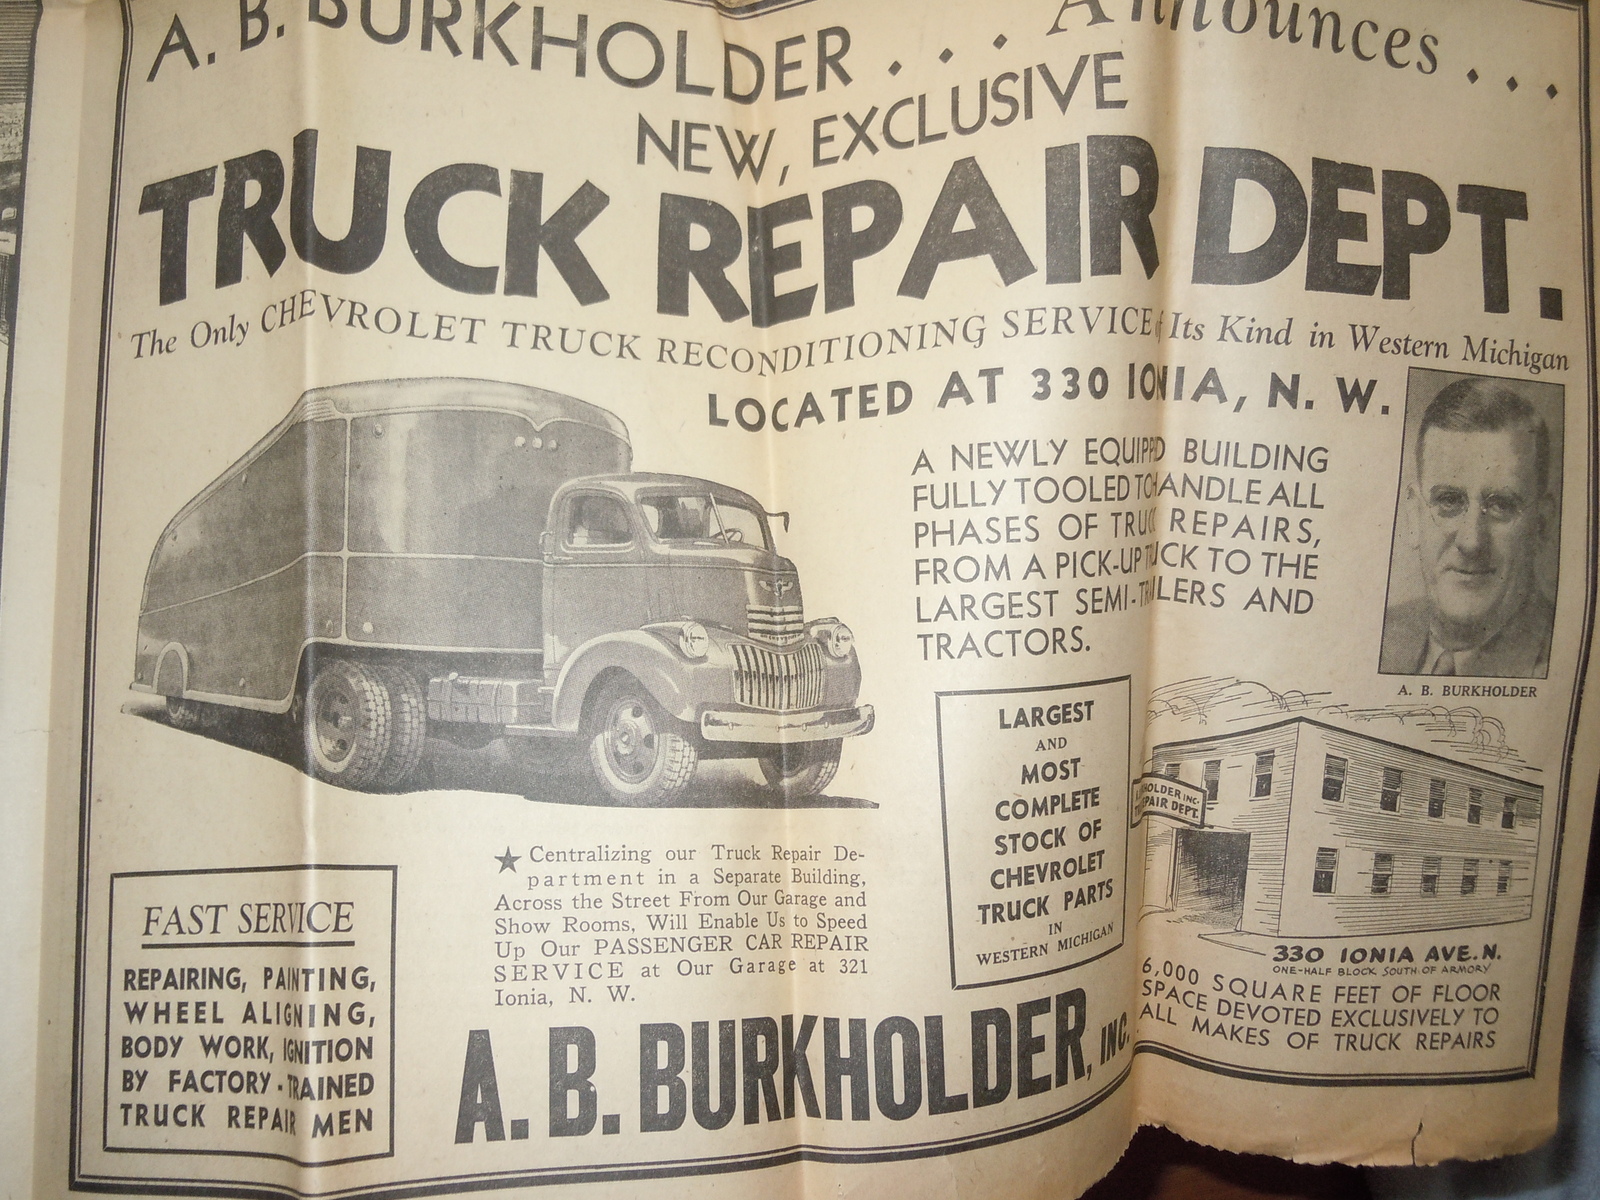 A. B. BURKHOLDER . . . Announces . . .
NEW, EXCLUSIVE
TRUCK REPAIR DEPT.
The Only CHEVROLET TRUCK RECONDITIONING SERVICE Its Kind in Western Michigan
LOCATED AT 330 IONIA, N. W.
A NEWLY EQUIPPD BUILDING
FULLY TOOLED TO HANDLE ALL
PHASES OF TRUCK REPAIRS,
FROM A PICK-UP TRUCK TO THE
LARGEST SEMI-TRAILERS AND
TRACTORS.
A. B. BURKHOLDER
LARGEST
AND
MOST
COMPLETE
STOCK OF
CHEVROLET
TRUCK PARTS
IN
WESTERN MICHIGAN
HOLDER INC.
PAIR DEPT.
330 IONIA AVE. N.
ONE-HALF BLOCK SOUTH OF ARMORY
6,000 SQUARE FEET OF FLOOR
SPACE DEVOTED EXCLUSIVELY TO
ALL MAKES OF TRUCK REPAIRS
★ Centralizing our Truck Repair De-
partment in a Separate Building,
Across the Street From Our Garage and
Show Rooms, Will Enable Us to Speed
Up Our PASSENGER CAR REPAIR
SERVICE at Our Garage at 321
Ionia, N. W.
FAST SERVICE
REPAIRING, PAINTING,
WHEEL ALIGNING,
BODY WORK, IGNITION
BY FACTORY-TRAINED
TRUCK REPAIR MEN
A. B. BURKHOLDER, INC.